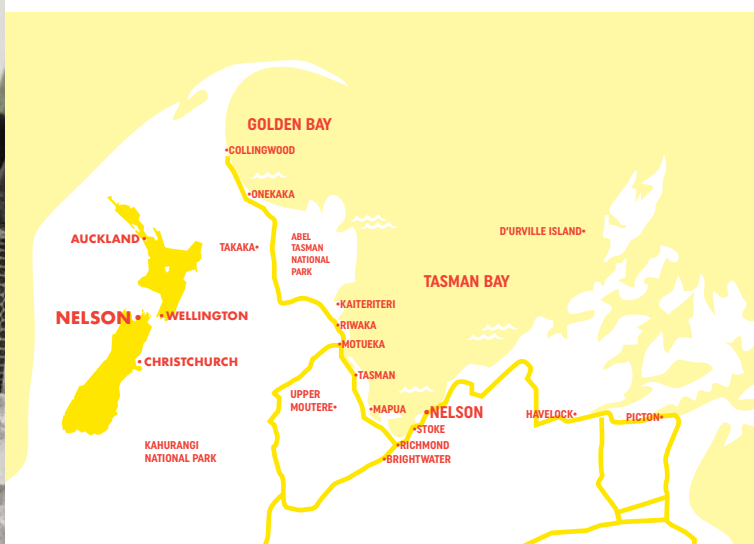 GOLDEN BAY
•COLLINGWOOD
•ONEKAKA
D'URVILLE ISLAND•
ABEL
TASMAN
NATIONAL
PARK
AUCKLAND•
TAKAKA•
TASMAN BAY
•KAITERITERI
NELSON•
•WELLINGTON
•RIWAKA
•MOTUEKA
•CHRISTCHURCH
•TASMAN
UPPER
MOUTERE•
•MAPUA
•NELSON
HAVELOCK•
PICTON•
•STOKE
KAHURANGI
NATIONAL PARK
•RICHMOND
•BRIGHTWATER